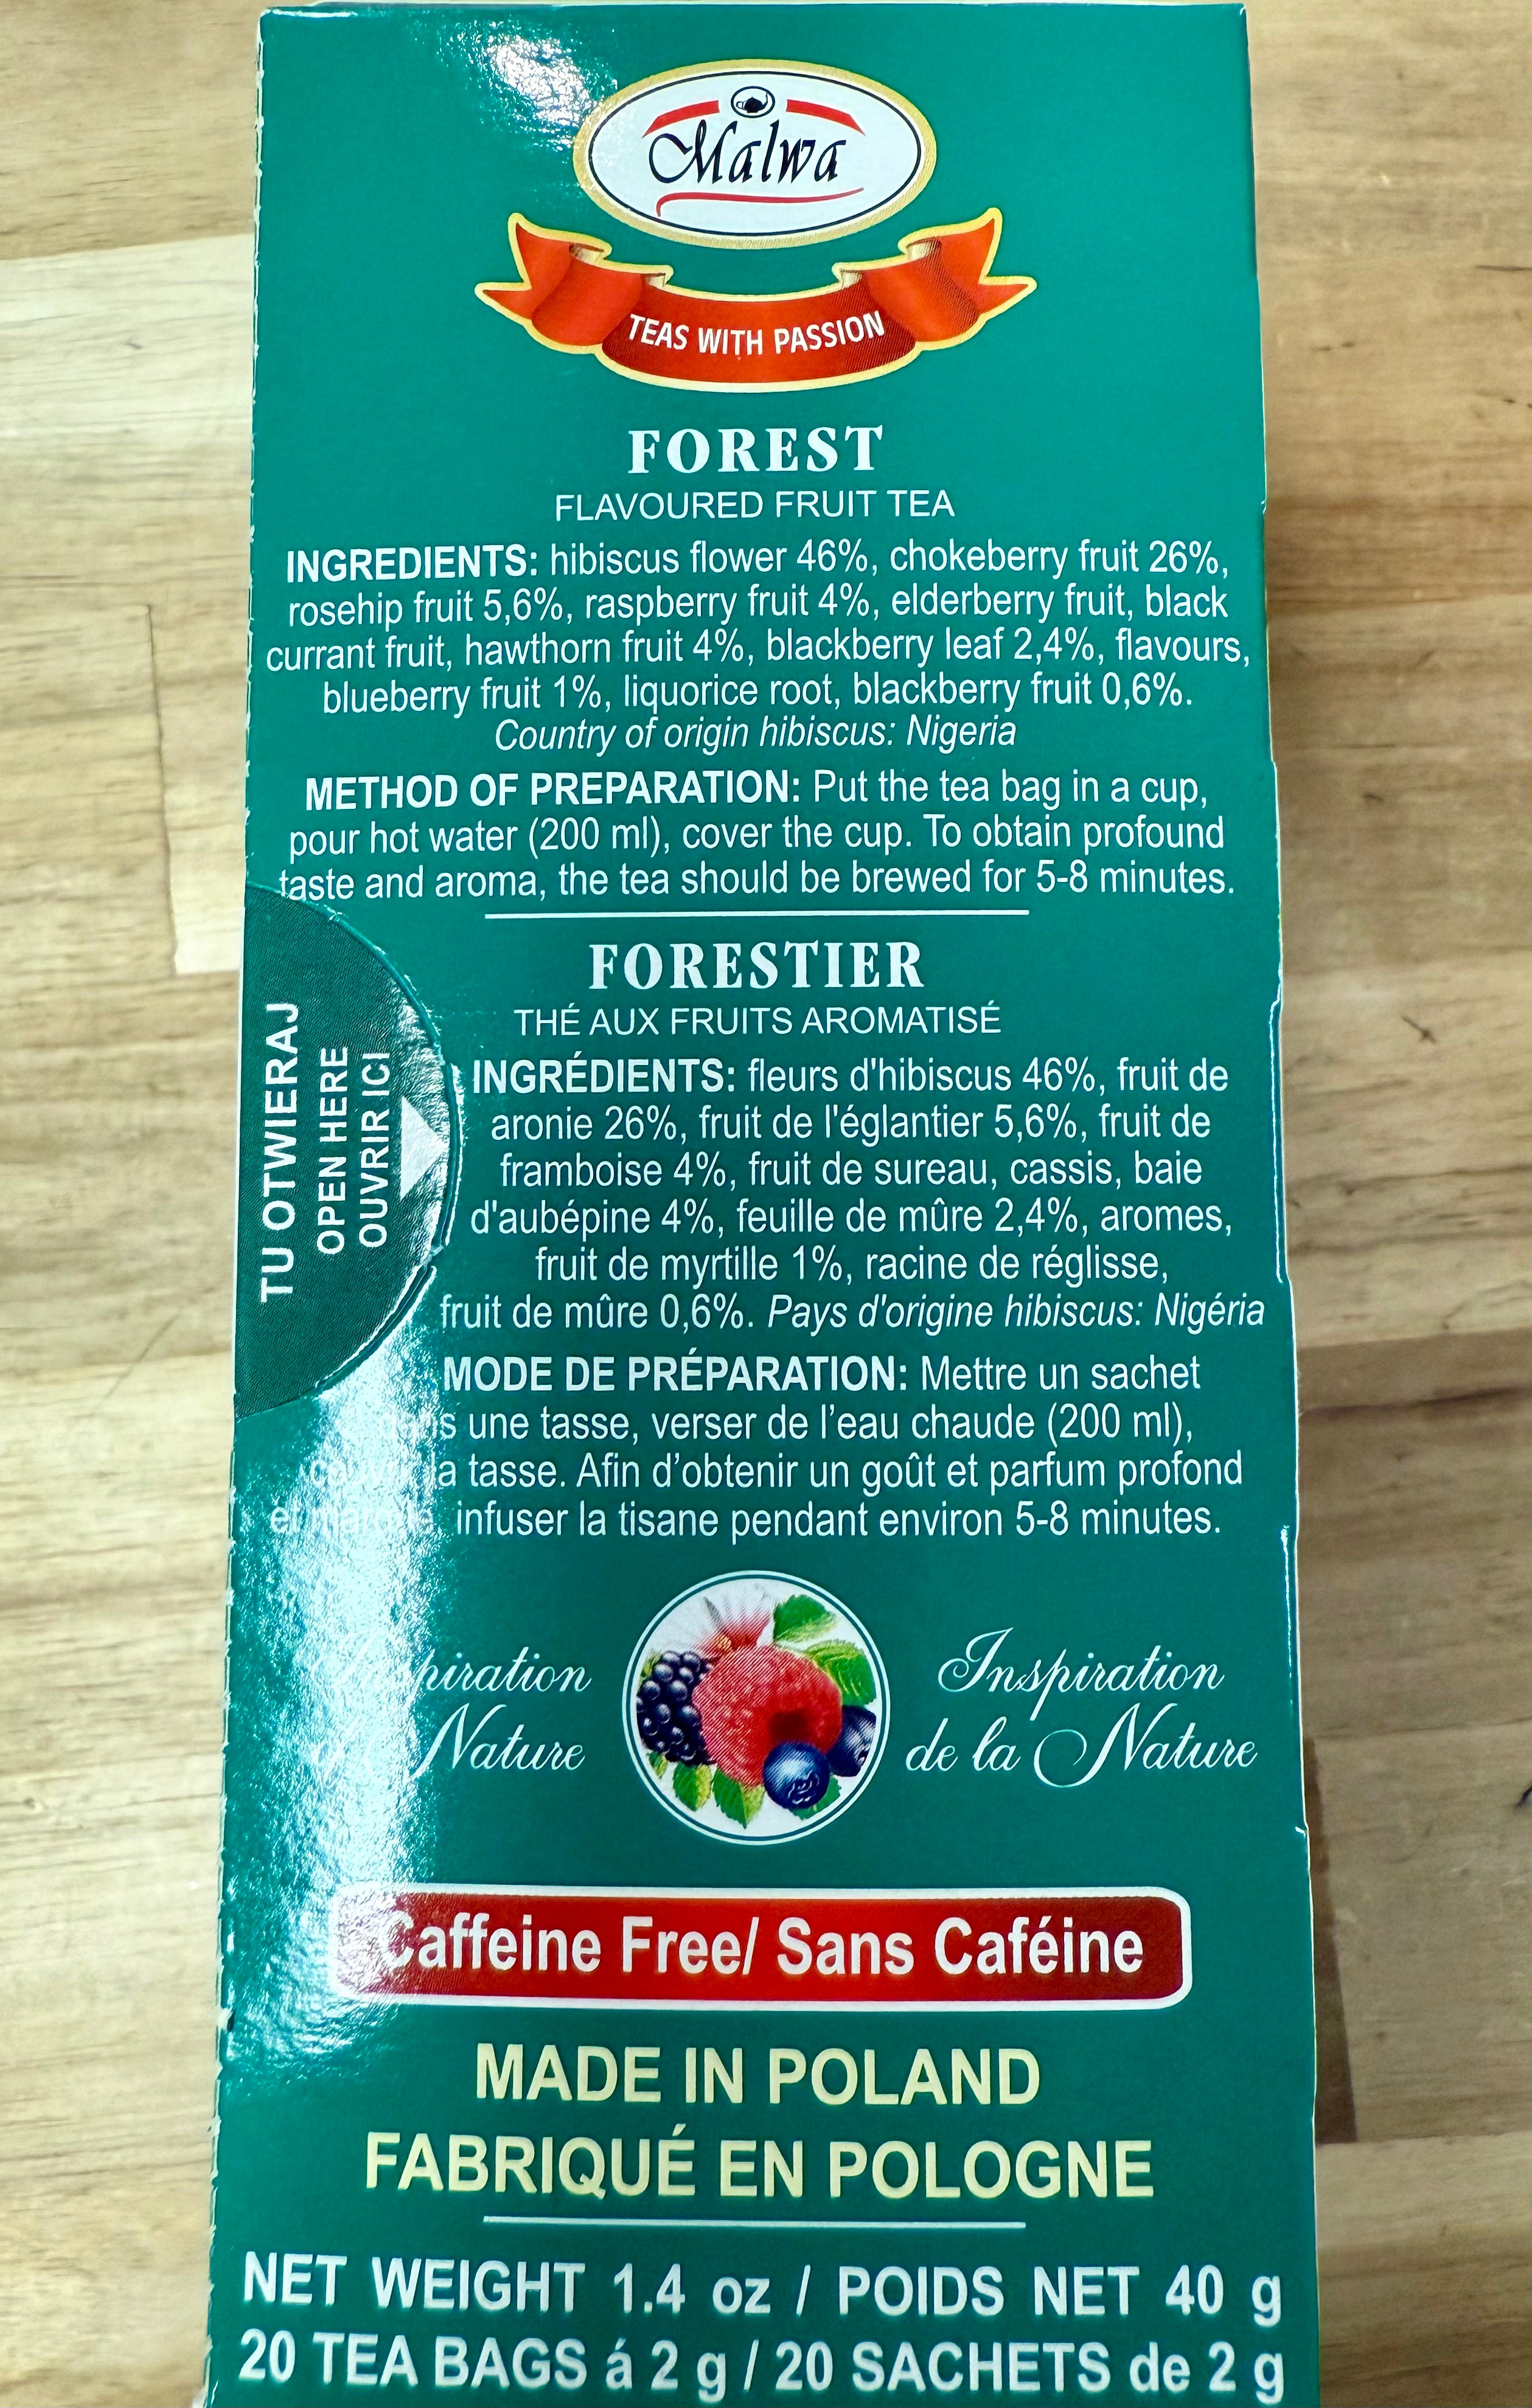 Malwa
TEAS WITH PASSION
FOREST
FLAVOURED FRUIT TEA
INGREDIENTS: hibiscus flower 46%, chokeberry fruit 26%,
rosehip fruit 5,6%, raspberry fruit 4%, elderberry fruit, black
currant fruit, hawthorn fruit 4%, blackberry leaf 2,4%, flavours,
blueberry fruit 1%, liquorice root, blackberry fruit 0,6%.
Country of origin hibiscus: Nigeria
METHOD OF PREPARATION: Put the tea bag in a cup,
pour hot water (200 ml), cover the cup. To obtain profound
taste and aroma, the tea should be brewed for 5-8 minutes.
TU OTWIERAJ
OPEN HERE
OUVRIR ICI
FORESTIER
THÉ AUX FRUITS AROMATISÉ
INGRÉDIENTS: fleurs d'hibiscus 46%, fruit de
aronie 26%, fruit de l'églantier 5,6%, fruit de
framboise 4%, fruit de sureau, cassis, baie
d'aubépine 4%, feuille de mûre 2,4%, aromes,
fruit de myrtille 1%, racine de réglisse,
fruit de mûre 0,6%. Pays d'origine hibiscus: Nigéria
MODE DE PRÉPARATION: Mettre un sachet
une tasse, verser de l’eau chaude (200 ml),
tasse. Afin d’obtenir un goût et parfum profond
et infuser la tisane pendant environ 5-8 minutes.
Nature
Inspiration
de la Nature
Caffeine Free/ Sans Caféine
MADE IN POLAND
FABRIQUÉ EN POLOGNE
NET WEIGHT 1.4 oz / POIDS NET 40 g
20 TEA BAGS á 2 g / 20 SACHETS de 2 g